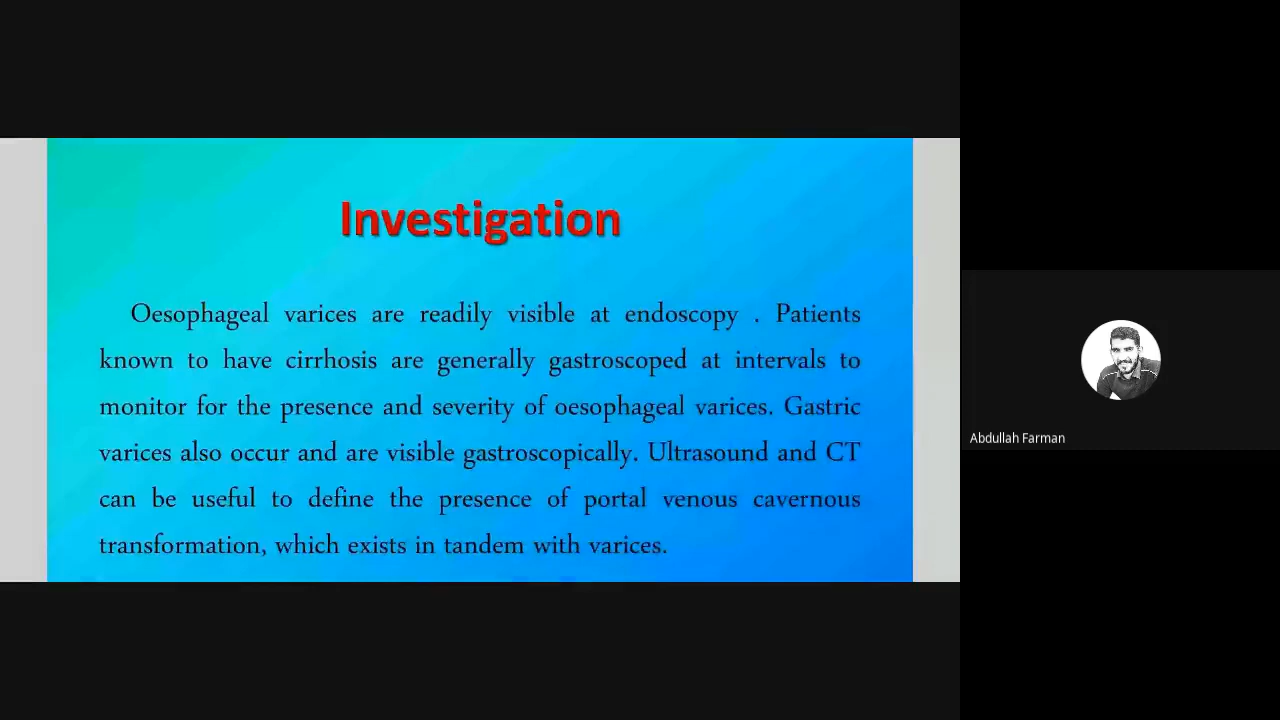 Investigation
Oesophageal varices are readily visible at endoscopy . Patients
known to have cirrhosis are generally gastroscoped at intervals to
monitor for the presence and severity of oesophageal varices. Gastric
varices also occur and are visible gastroscopically. Ultrasound and CT
can be useful to define the presence of portal venous cavernous
transformation, which exists in tandem with varices.
Abdullah Farman